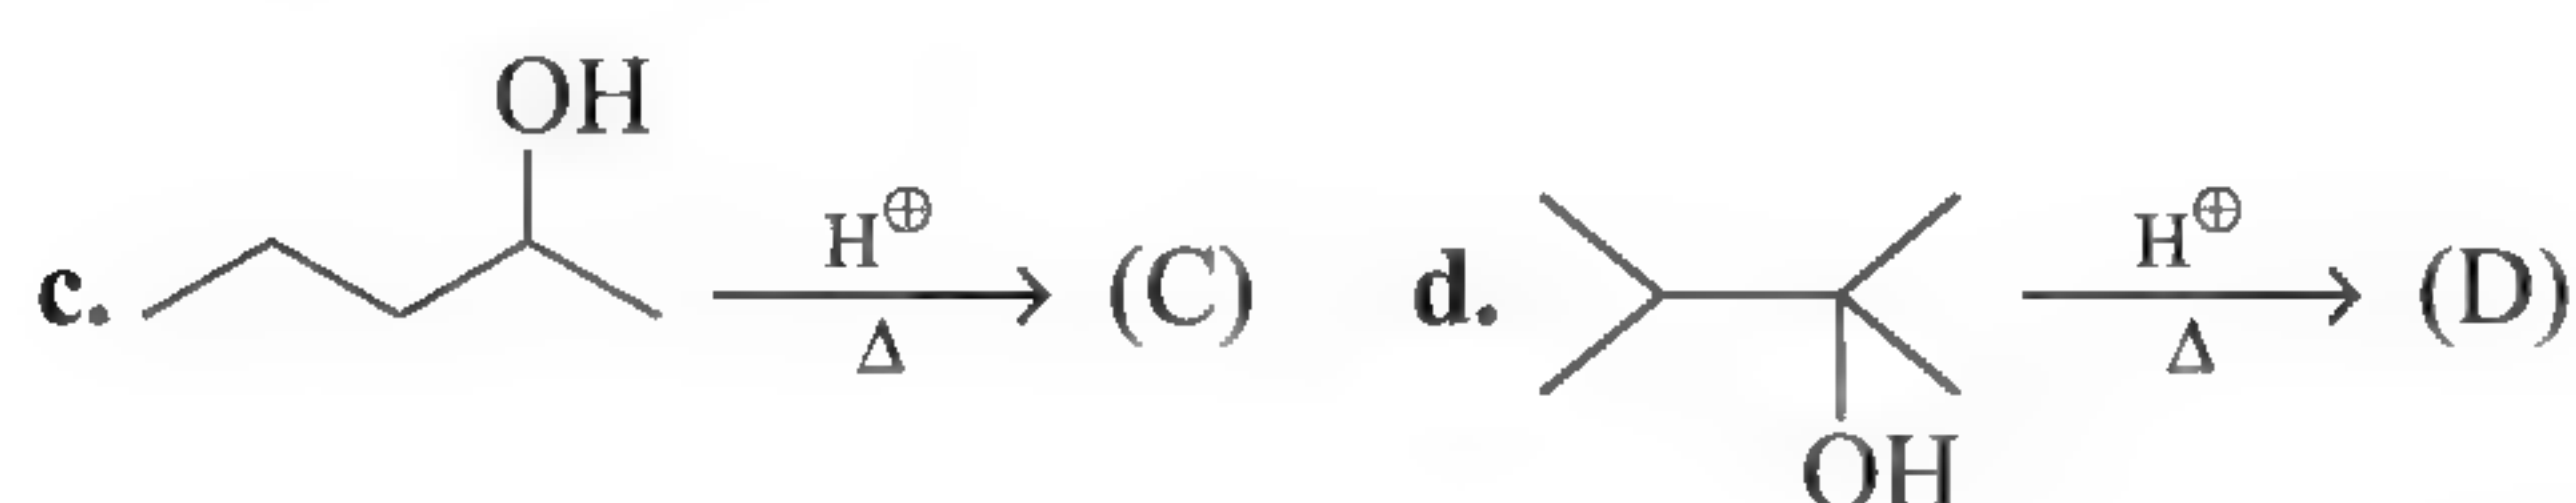 OH
c. H⊕ Δ (C) d. H⊕ Δ (D)
OH